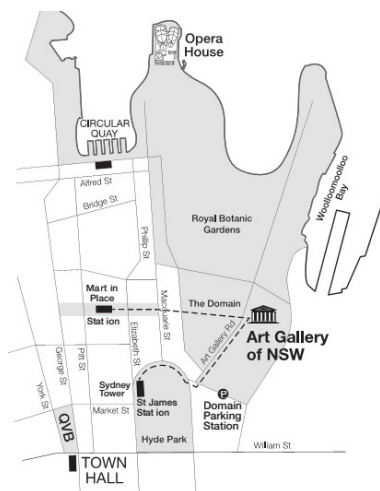 Opera
House
CIRCULAR
QUAY
Alfred St
Bridge St
Phillip St
Royal Botanic
Gardens
Woolloomoolloo
Bay
Mart in
Place
Stat ion
The Domain
Macquarie St
Elizabeth St
Art Gallery Rd
Art Gallery
of NSW
George St
Pitt St
York St
Sydney
Tower
St James
Stat ion
Market St
QVB
P
Domain
Parking
Station
Hyde Park
William St
TOWN
HALL